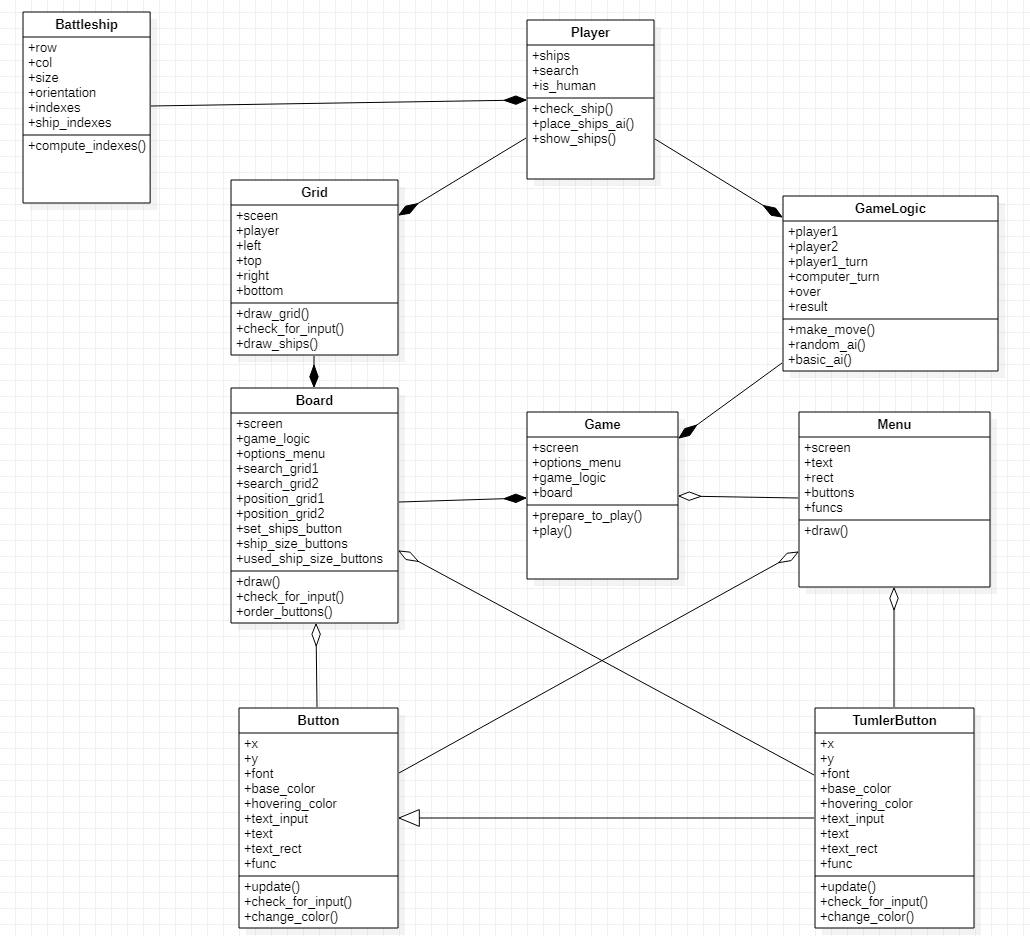 Battleship
+row
+col
+size
+orientation
+indexes
+ship_indexes
+compute_indexes()
Player
+ships
+search
+is_human
+check_ship()
+place_ships_ai()
+show_ships()
Grid
+sceen
+player
+left
+top
+right
+bottom
+draw_grid()
+check_for_input()
+draw_ships()
GameLogic
+player1
+player2
+player1_turn
+computer_turn
+over
+result
+make_move()
+random_ai()
+basic_ai()
Board
+screen
+game_logic
+options_menu
+search_grid1
+search_grid2
+position_grid1
+position_grid2
+set_ships_button
+ship_size_buttons
+used_ship_size_buttons
+draw()
+check_for_input()
+order_buttons()
Game
+screen
+options_menu
+game_logic
+board
+prepare_to_play()
+play()
Menu
+screen
+text
+rect
+buttons
+funcs
+draw()
Button
+x
+y
+font
+base_color
+hovering_color
+text_input
+text
+text_rect
+func
+update()
+check_for_input()
+change_color()
TumlerButton
+x
+y
+font
+base_color
+hovering_color
+text_input
+text
+text_rect
+func
+update()
+check_for_input()
+change_color()